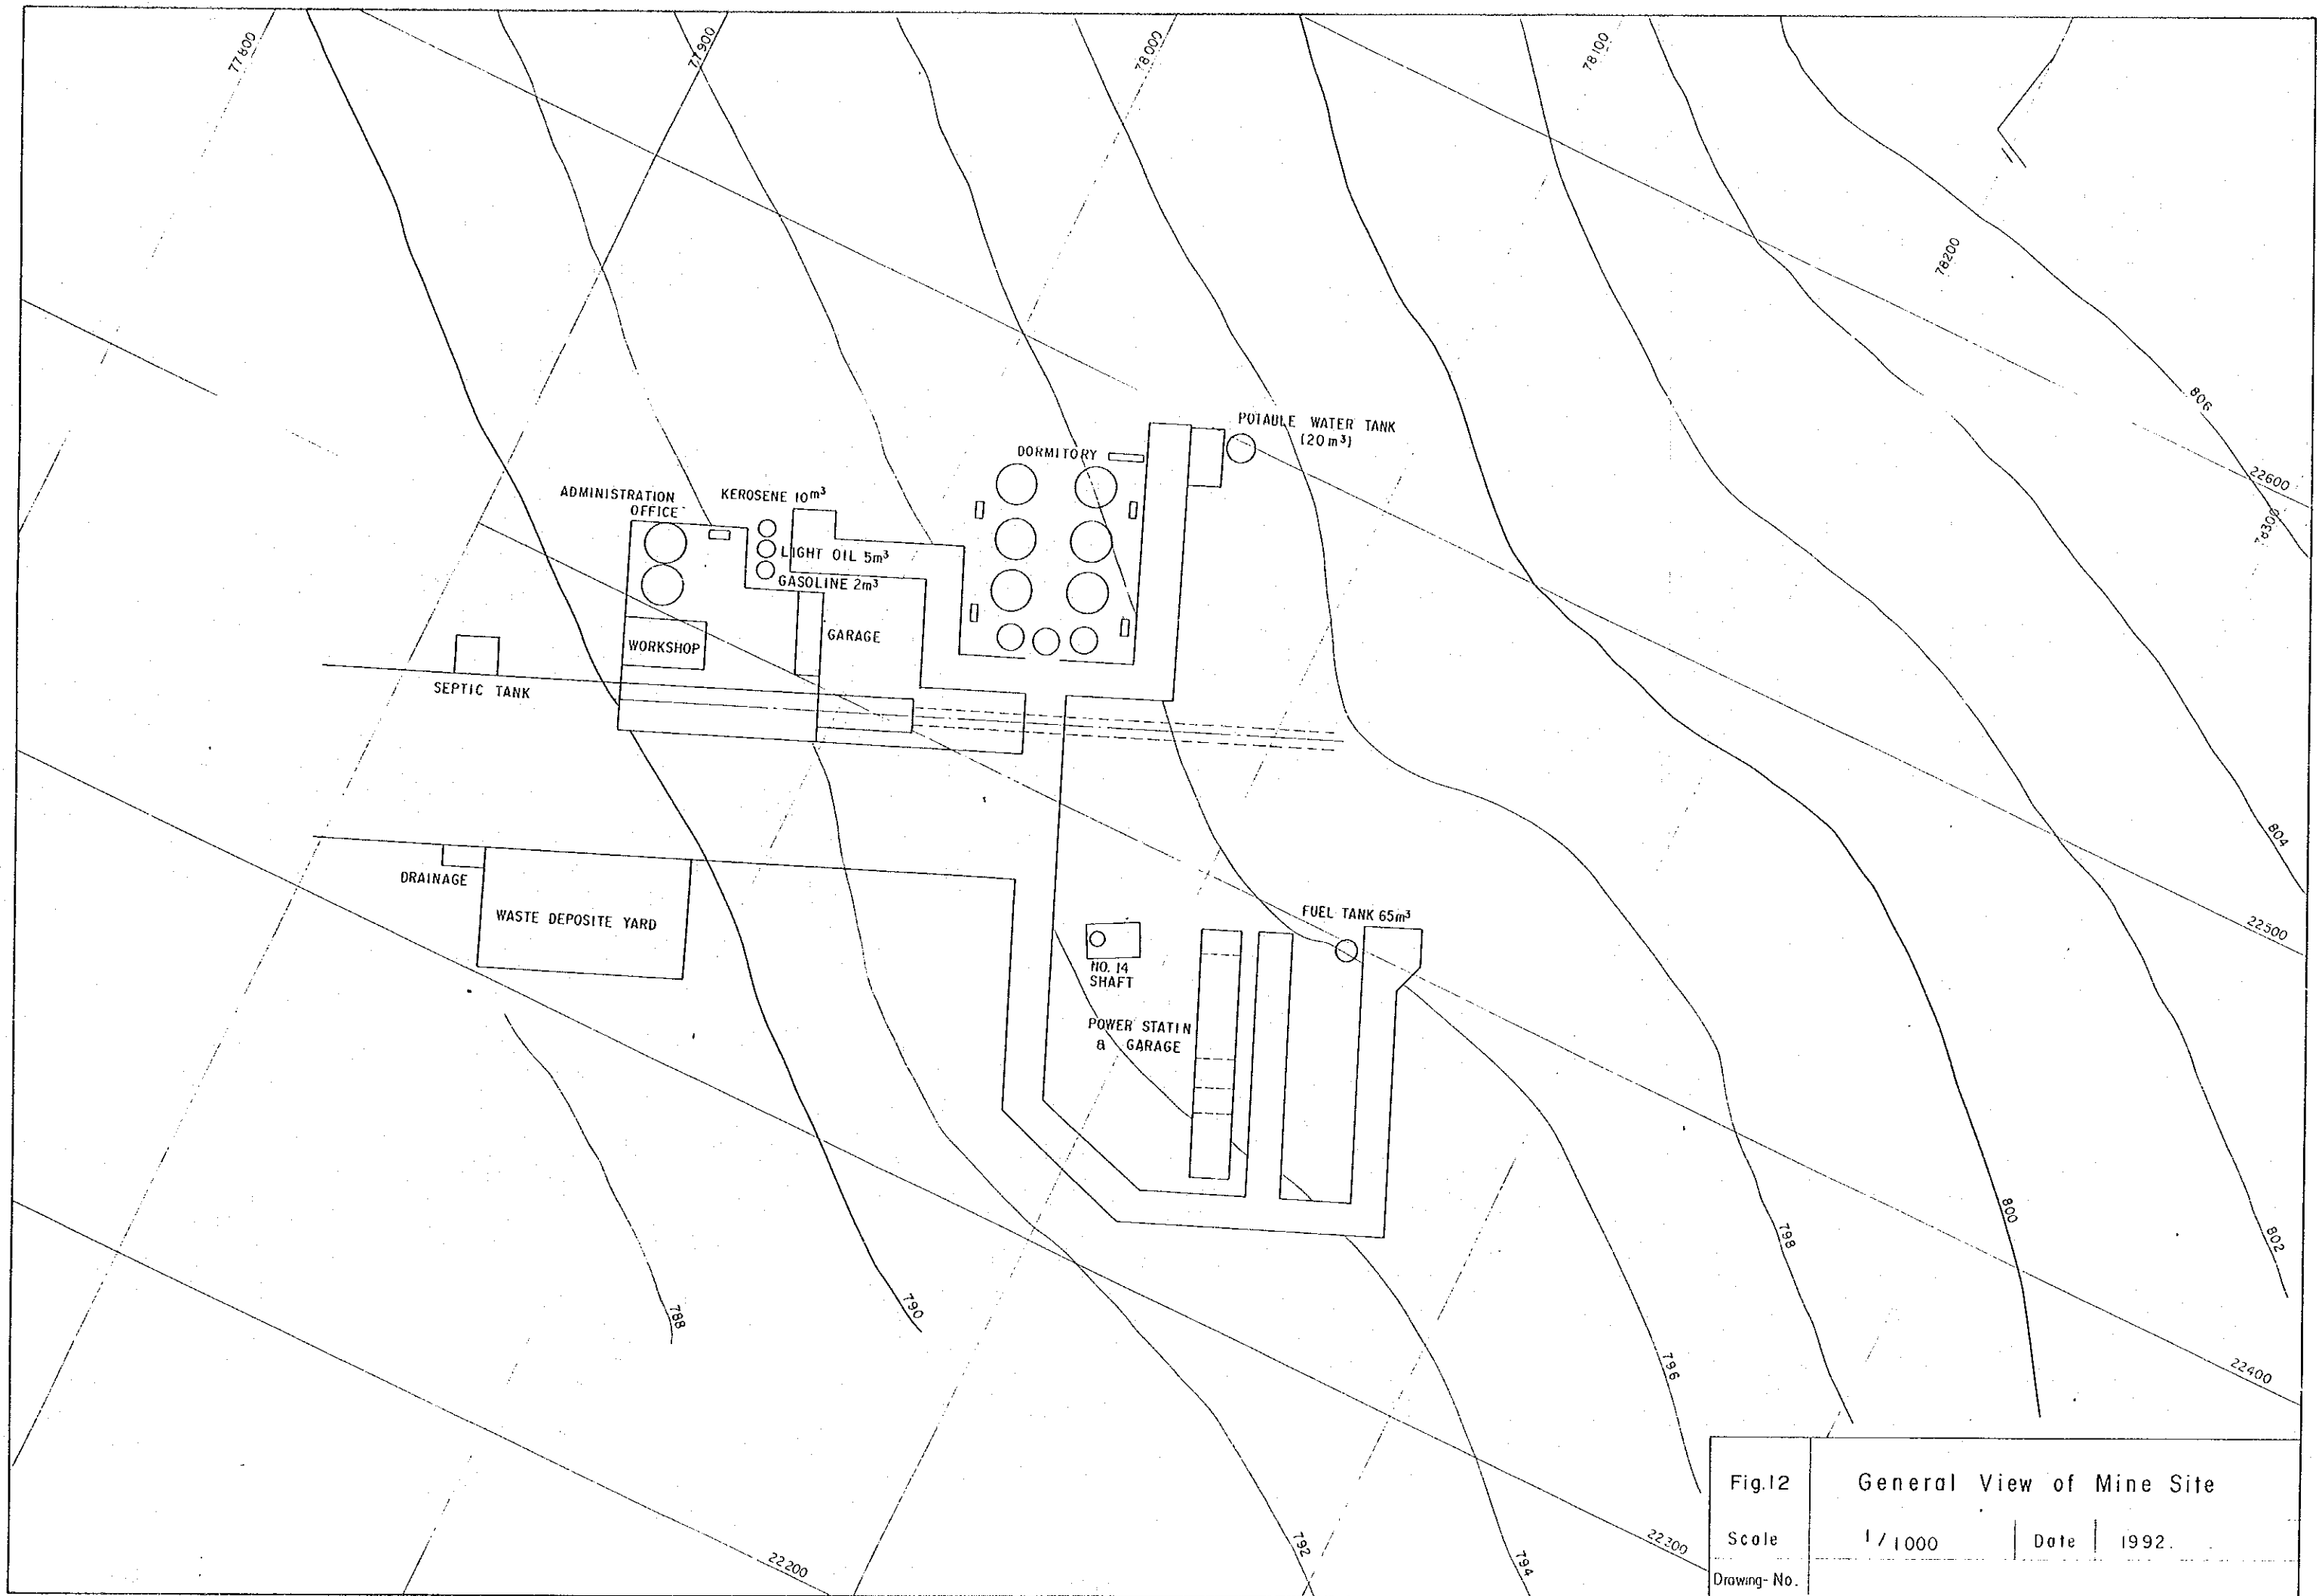 77800
77900
78000
78100
78200
806
22600
78300
POTABLE WATER TANK
(20m³)
DORMITORY
ADMINISTRATION
OFFICE
KEROSENE 10m³
LIGHT OIL 5m³
GASOLINE 2m³
GARAGE
WORKSHOP
SEPTIC TANK
804
DRAINAGE
WASTE DEPOSITE YARD
FUEL TANK 65m³
22500
NO. 14
SHAFT
POWER STATIN
& GARAGE
800
798
802
788
790
796
22400
792
794
22300
22200
Fig.12
General View of Mine Site
Scale
1/1000
Date
1992.
Drawing-No.